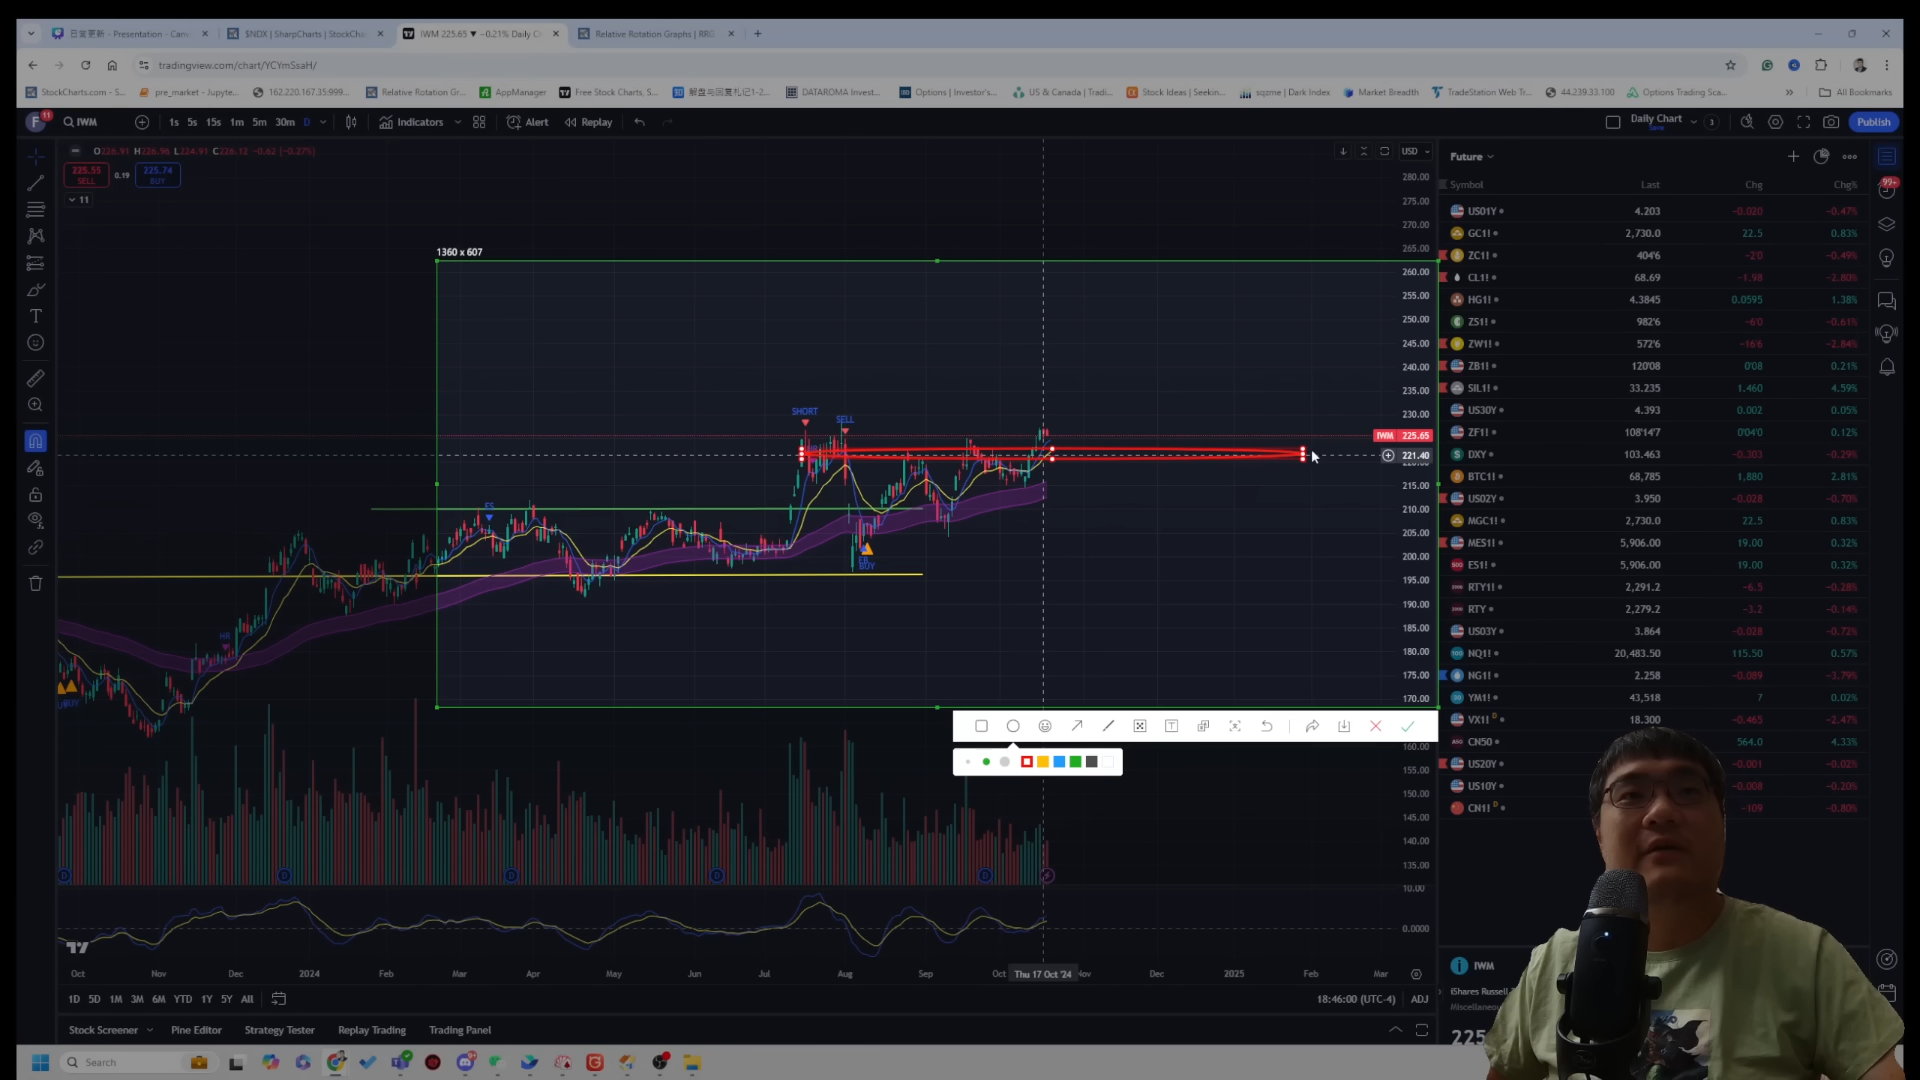 日常更新 - Presentation - Can
$NDX | SharpCharts | StockCha
IWM 225.65 ▼ −0.21% Daily C
Relative Rotation Graphs | RRG
tradingview.com/chart/YCYmSsaH/
StockCharts.com - S...
pre_market - Jupyte...
162.220.167.35:999...
Relative Rotation Gr...
AppManager
Free Stock Charts, S...
解盘与回复札记1-2...
DATAROMA Invest...
Options | Investor's...
US & Canada | Tradi...
Stock Ideas | Seekin...
sqzme | Dark Index
Market Breadth
TradeStation Web Tr...
44.239.33.100
Options Trading Sca...
All Bookmarks
F 11
IWM
1s 5s 15s 1m 5m 30m D
Indicators
Alert
Replay
Daily Chart
Save
3
Publish
O226.91 H226.96 L224.91 C226.12 −0.62 (−0.27%)
225.55
SELL
0.19
225.74
BUY
11
USD
1360 x 607
SHORT
SELL
BUY
HR
BUY
280.00
275.00
270.00
265.00
260.00
255.00
250.00
245.00
240.00
235.00
230.00
IWM 225.65
221.40
215.00
210.00
205.00
200.00
195.00
190.00
185.00
180.00
175.00
170.00
160.00
155.00
150.00
145.00
140.00
135.00
10.00
0.0000
Oct Nov Dec 2024 Feb Mar Apr May Jun Jul Aug Sep Oct Thu 17 Oct '24 Nov Dec 2025 Feb Mar
1D 5D 1M 3M 6M YTD 1Y 5Y All
18:46:00 (UTC-4) ADJ
Stock Screener
Pine Editor
Strategy Tester
Replay Trading
Trading Panel
Future
99+
Symbol Last Chg Chg%
US01Y 4.203 −0.020 −0.47%
GC1! 2,730.0 22.5 0.83%
ZC1! 404'6 −2'0 −0.49%
CL1! 68.69 −1.98 −2.80%
HG1! 4.3845 0.0595 1.38%
ZS1! 982'6 −6'0 −0.61%
ZW1! 572'6 −16'6 −2.84%
ZB1! 120'08 0'08 0.21%
SIL1! 33.235 1.460 4.59%
US30Y 4.393 0.002 0.05%
ZF1! 108'14'7 0'04'0 0.12%
DXY 103.463 −0.303 −0.29%
BTC1! 68,785 1,880 2.81%
US02Y 3.950 −0.028 −0.70%
MGC1! 2,730.0 22.5 0.83%
MES1! 5,906.00 19.00 0.32%
ES1! 5,906.00 19.00 0.32%
RTY1! 2,291.2 −6.5 −0.28%
RTY 2,279.2 −3.2 −0.14%
US03Y 3.864 −0.028 −0.72%
NQ1! 20,483.50 115.50 0.57%
NG1! 2.258 −0.089 −3.79%
YM1! 43,518 7 0.02%
VX1! D 18.300 −0.465 −2.47%
CN50 564.0 4.33%
US20Y −0.001 −0.02%
US10Y −0.008 −0.20%
CN1! D −109 −0.80%
IWM
iShares Russell
Miscellaneous
225
Search